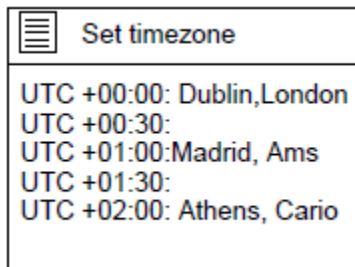 Set timezone
UTC +00:00: Dublin,London
UTC +00:30:
UTC +01:00:Madrid, Ams
UTC +01:30:
UTC +02:00: Athens, Cario